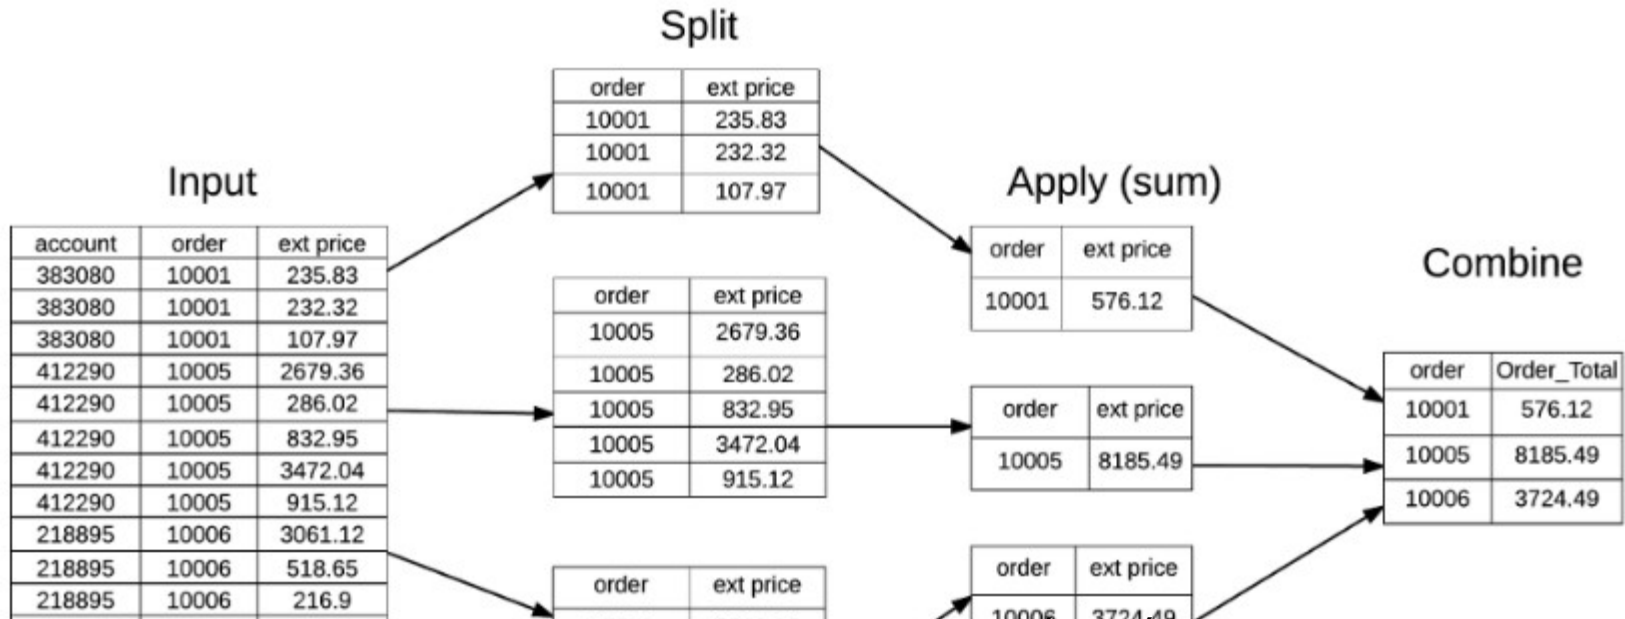 Split
order ext price
10001 235.83
10001 232.32
10001 107.97
Input
account order ext price
383080 10001 235.83
383080 10001 232.32
383080 10001 107.97
412290 10005 2679.36
412290 10005 286.02
412290 10005 832.95
412290 10005 3472.04
412290 10005 915.12
218895 10006 3061.12
218895 10006 518.65
218895 10006 216.9
order ext price
10005 2679.36
10005 286.02
10005 832.95
10005 3472.04
10005 915.12
order ext price
Apply (sum)
order ext price
10001 576.12
order ext price
10005 8185.49
order ext price
10006 3724.49
Combine
order Order_Total
10001 576.12
10005 8185.49
10006 3724.49